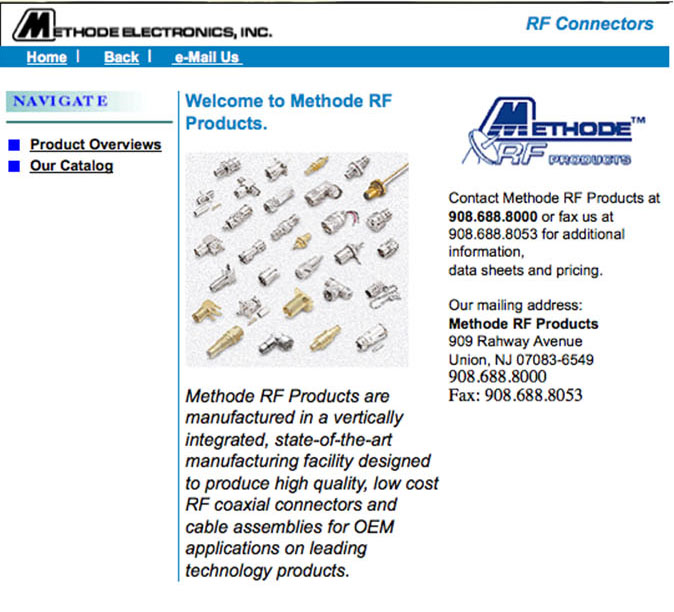 METHODE ELECTRONICS, INC.
RF Connectors
Home | Back | e-Mail Us
NAVIGATE
Product Overviews
Our Catalog
Welcome to Methode RF
Products.
Methode RF Products are
manufactured in a vertically
integrated, state-of-the-art
manufacturing facility designed
to produce high quality, low cost
RF coaxial connectors and
cable assemblies for OEM
applications on leading
technology products.
METHODE™
RF PRODUCTS
Contact Methode RF Products at
908.688.8000 or fax us at
908.688.8053 for additional
information,
data sheets and pricing.
Our mailing address:
Methode RF Products
909 Rahway Avenue
Union, NJ 07083-6549
908.688.8000
Fax: 908.688.8053